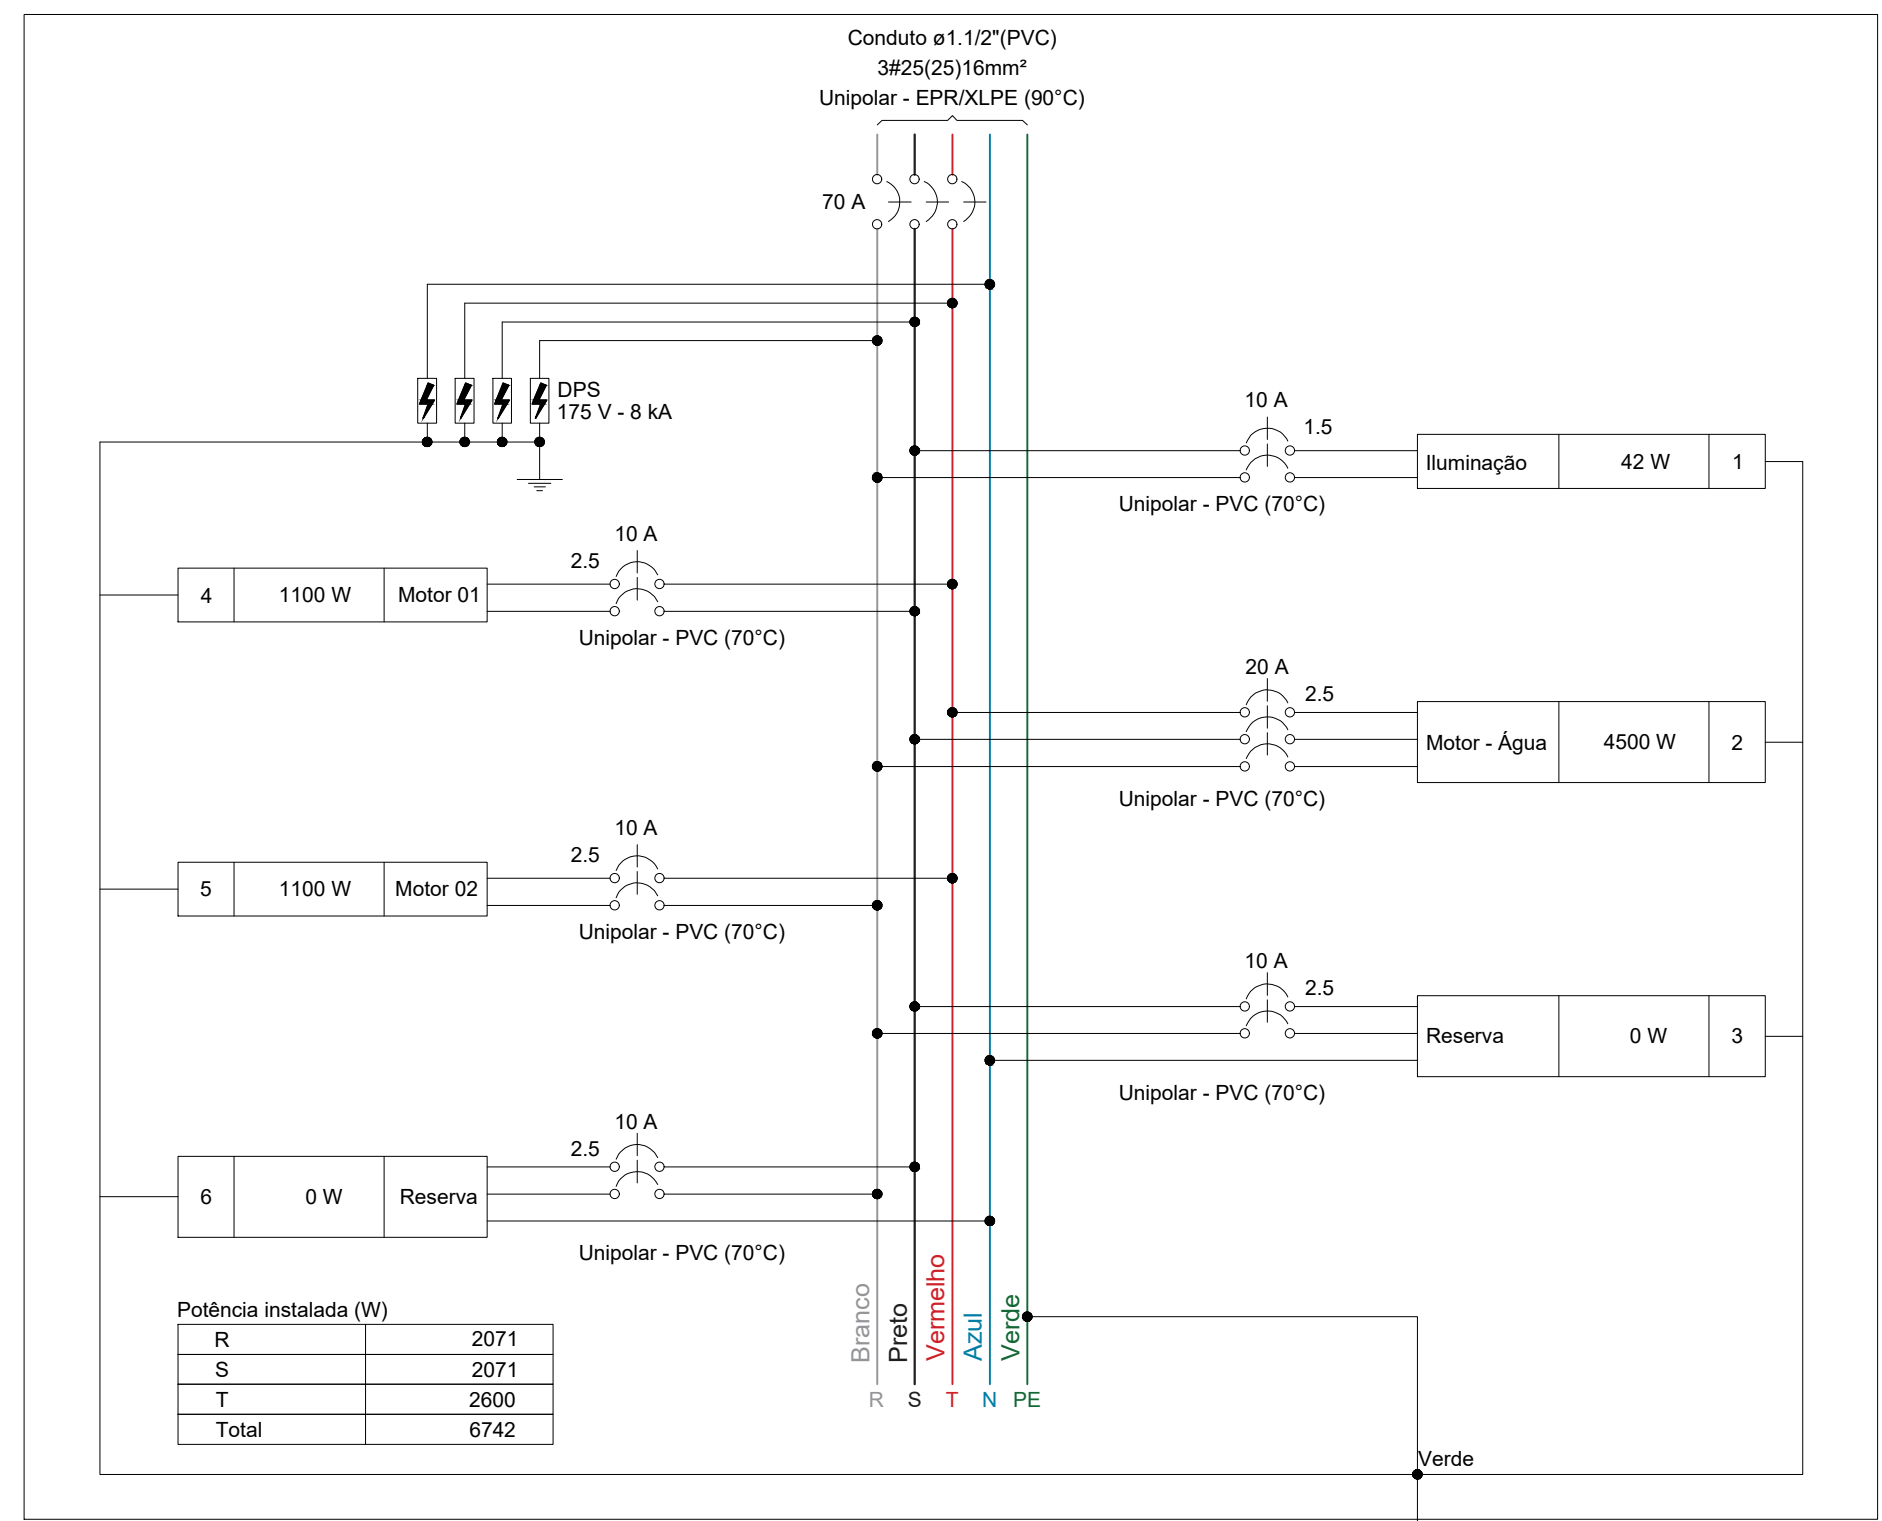 Conduto ø1.1/2"(PVC)
3#25(25)16mm²
Unipolar - EPR/XLPE (90°C)
70 A
DPS
175 V - 8 kA
10 A
1.5
Iluminação 42 W 1
Unipolar - PVC (70°C)
10 A
2.5
4 1100 W Motor 01
Unipolar - PVC (70°C)
20 A
2.5
Motor - Água 4500 W 2
Unipolar - PVC (70°C)
10 A
2.5
5 1100 W Motor 02
Unipolar - PVC (70°C)
10 A
2.5
Reserva 0 W 3
Unipolar - PVC (70°C)
10 A
2.5
6 0 W Reserva
Unipolar - PVC (70°C)
Potência instalada (W)
R 2071
S 2071
T 2600
Total 6742
Branco
Preto
Vermelho
Azul
Verde
R S T N PE
Verde